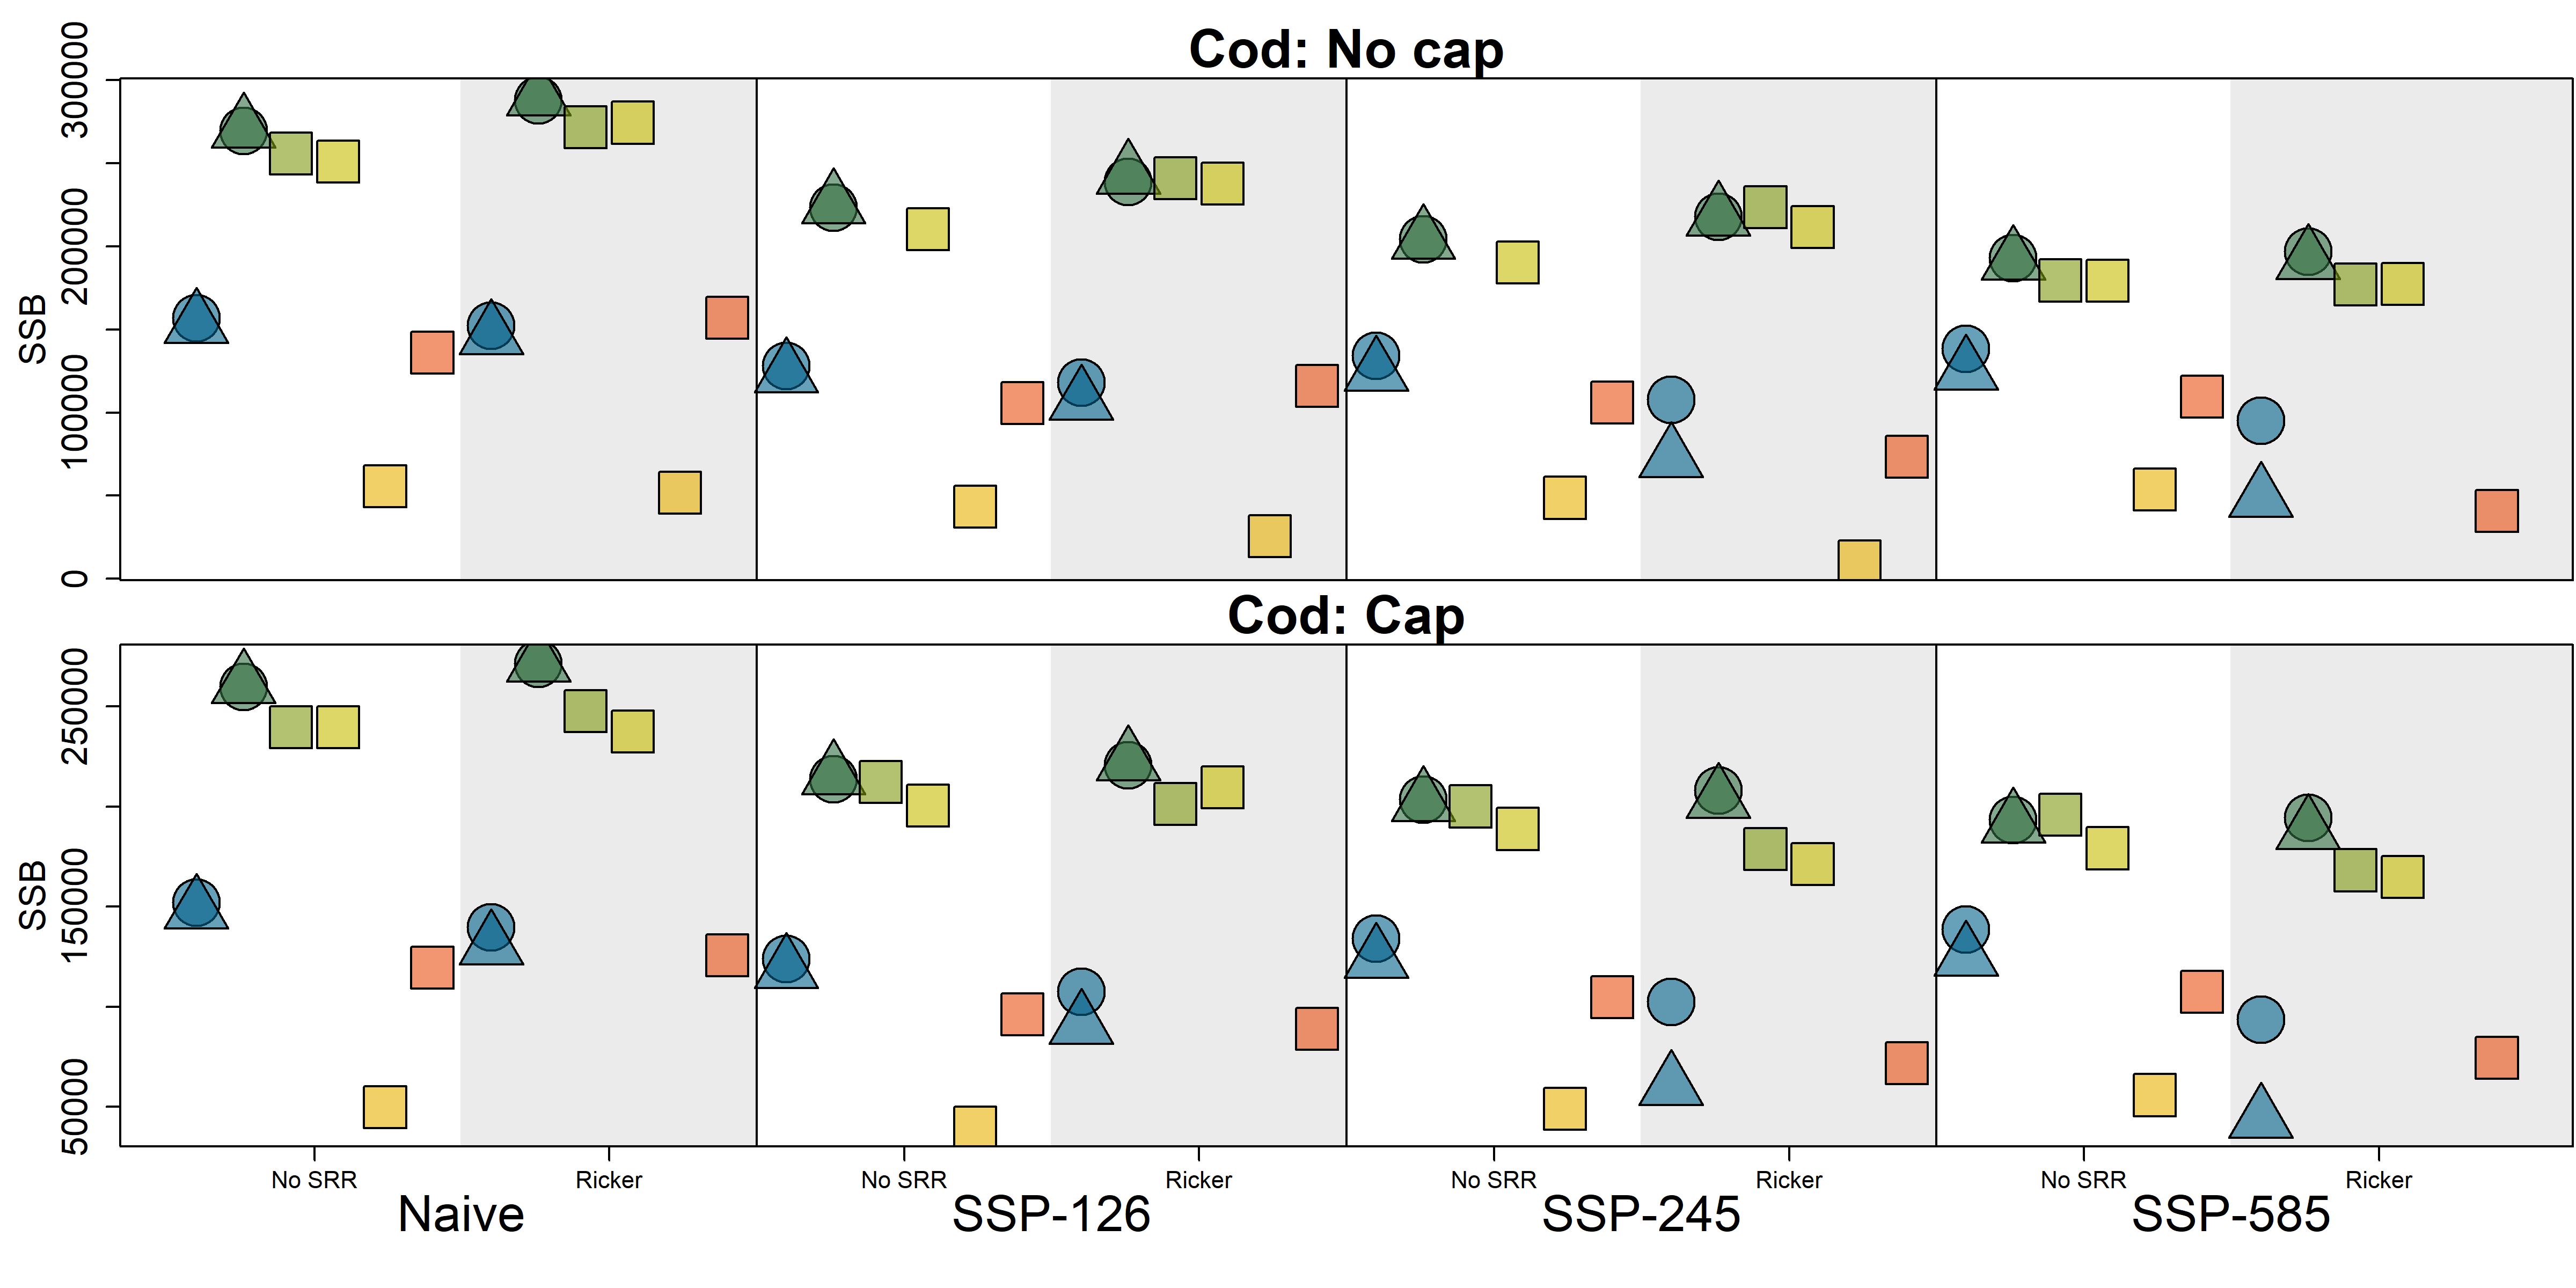 Cod: No cap
300000
200000
100000
0
SSB
Cod: Cap
250000
150000
50000
SSB
No SRR Ricker No SRR Ricker No SRR Ricker No SRR Ricker
Naive SSP-126 SSP-245 SSP-585